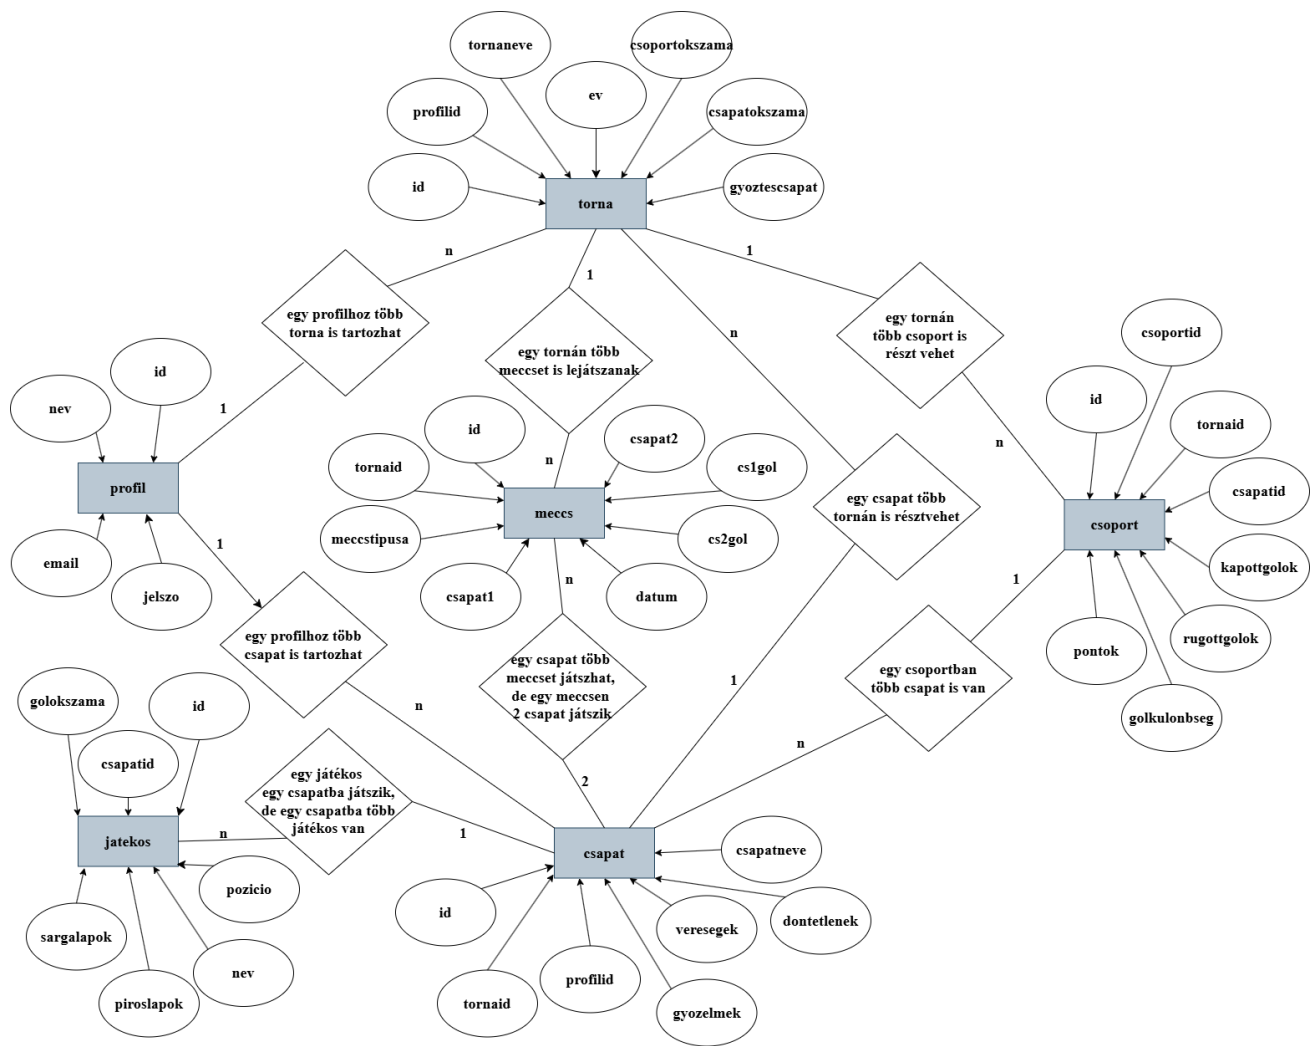 tornaneve
csoportokszama
ev
profilid
csapatokszama
id
gyoztescsapat
torna
n
1
1
n
egy profilhoz több
torna is tartozhat
egy tornán több
meccset is lejátszanak
egy tornán
több csoport is
részt vehet
csoportid
id
nev
1
id
csapat2
id
tornaid
n
n
tornaid
cs1gol
csapatid
profil
meccs
egy csapat több
tornán is résztvehet
csoport
meccstipusa
cs2gol
email
1
jelszo
csapat1
n
datum
kapottgolok
1
egy profilhoz több
csapat is tartozhat
egy csapat több
meccset játszhat,
de egy meccsen
2 csapat játszik
egy csoportban
több csapat is van
pontok
rugottgolok
golkulonbseg
golokszama
id
n
1
n
csapatid
egy játékos
egy csapatba játszik,
de egy csapatba több
játékos van
2
jatekos
n
1
csapat
csapatneve
pozicio
id
veresegek
dontetlenek
sargalapok
nev
profilid
piroslapok
tornaid
gyozelmek